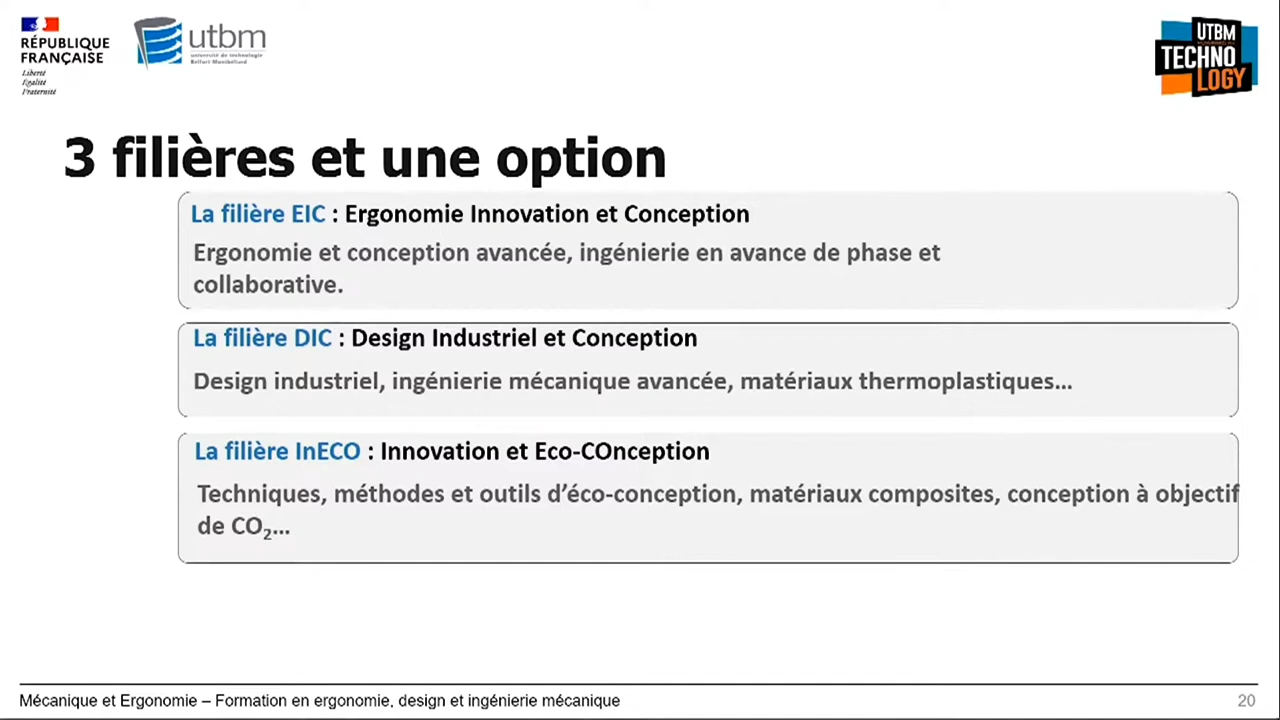 RÉPUBLIQUE
FRANÇAISE
Liberté
Égalité
Fraternité
utbm
université de technologie
Belfort Montbéliard
UTBM
TECHNO
LOGY
3 filières et une option
La filière EIC : Ergonomie Innovation et Conception
Ergonomie et conception avancée, ingénierie en avance de phase et
collaborative.
La filière DIC : Design Industriel et Conception
Design industriel, ingénierie mécanique avancée, matériaux thermoplastiques…
La filière InECO : Innovation et Eco-COnception
Techniques, méthodes et outils d’éco-conception, matériaux composites, conception à objectif
de CO₂…
Mécanique et Ergonomie – Formation en ergonomie, design et ingénierie mécanique
20